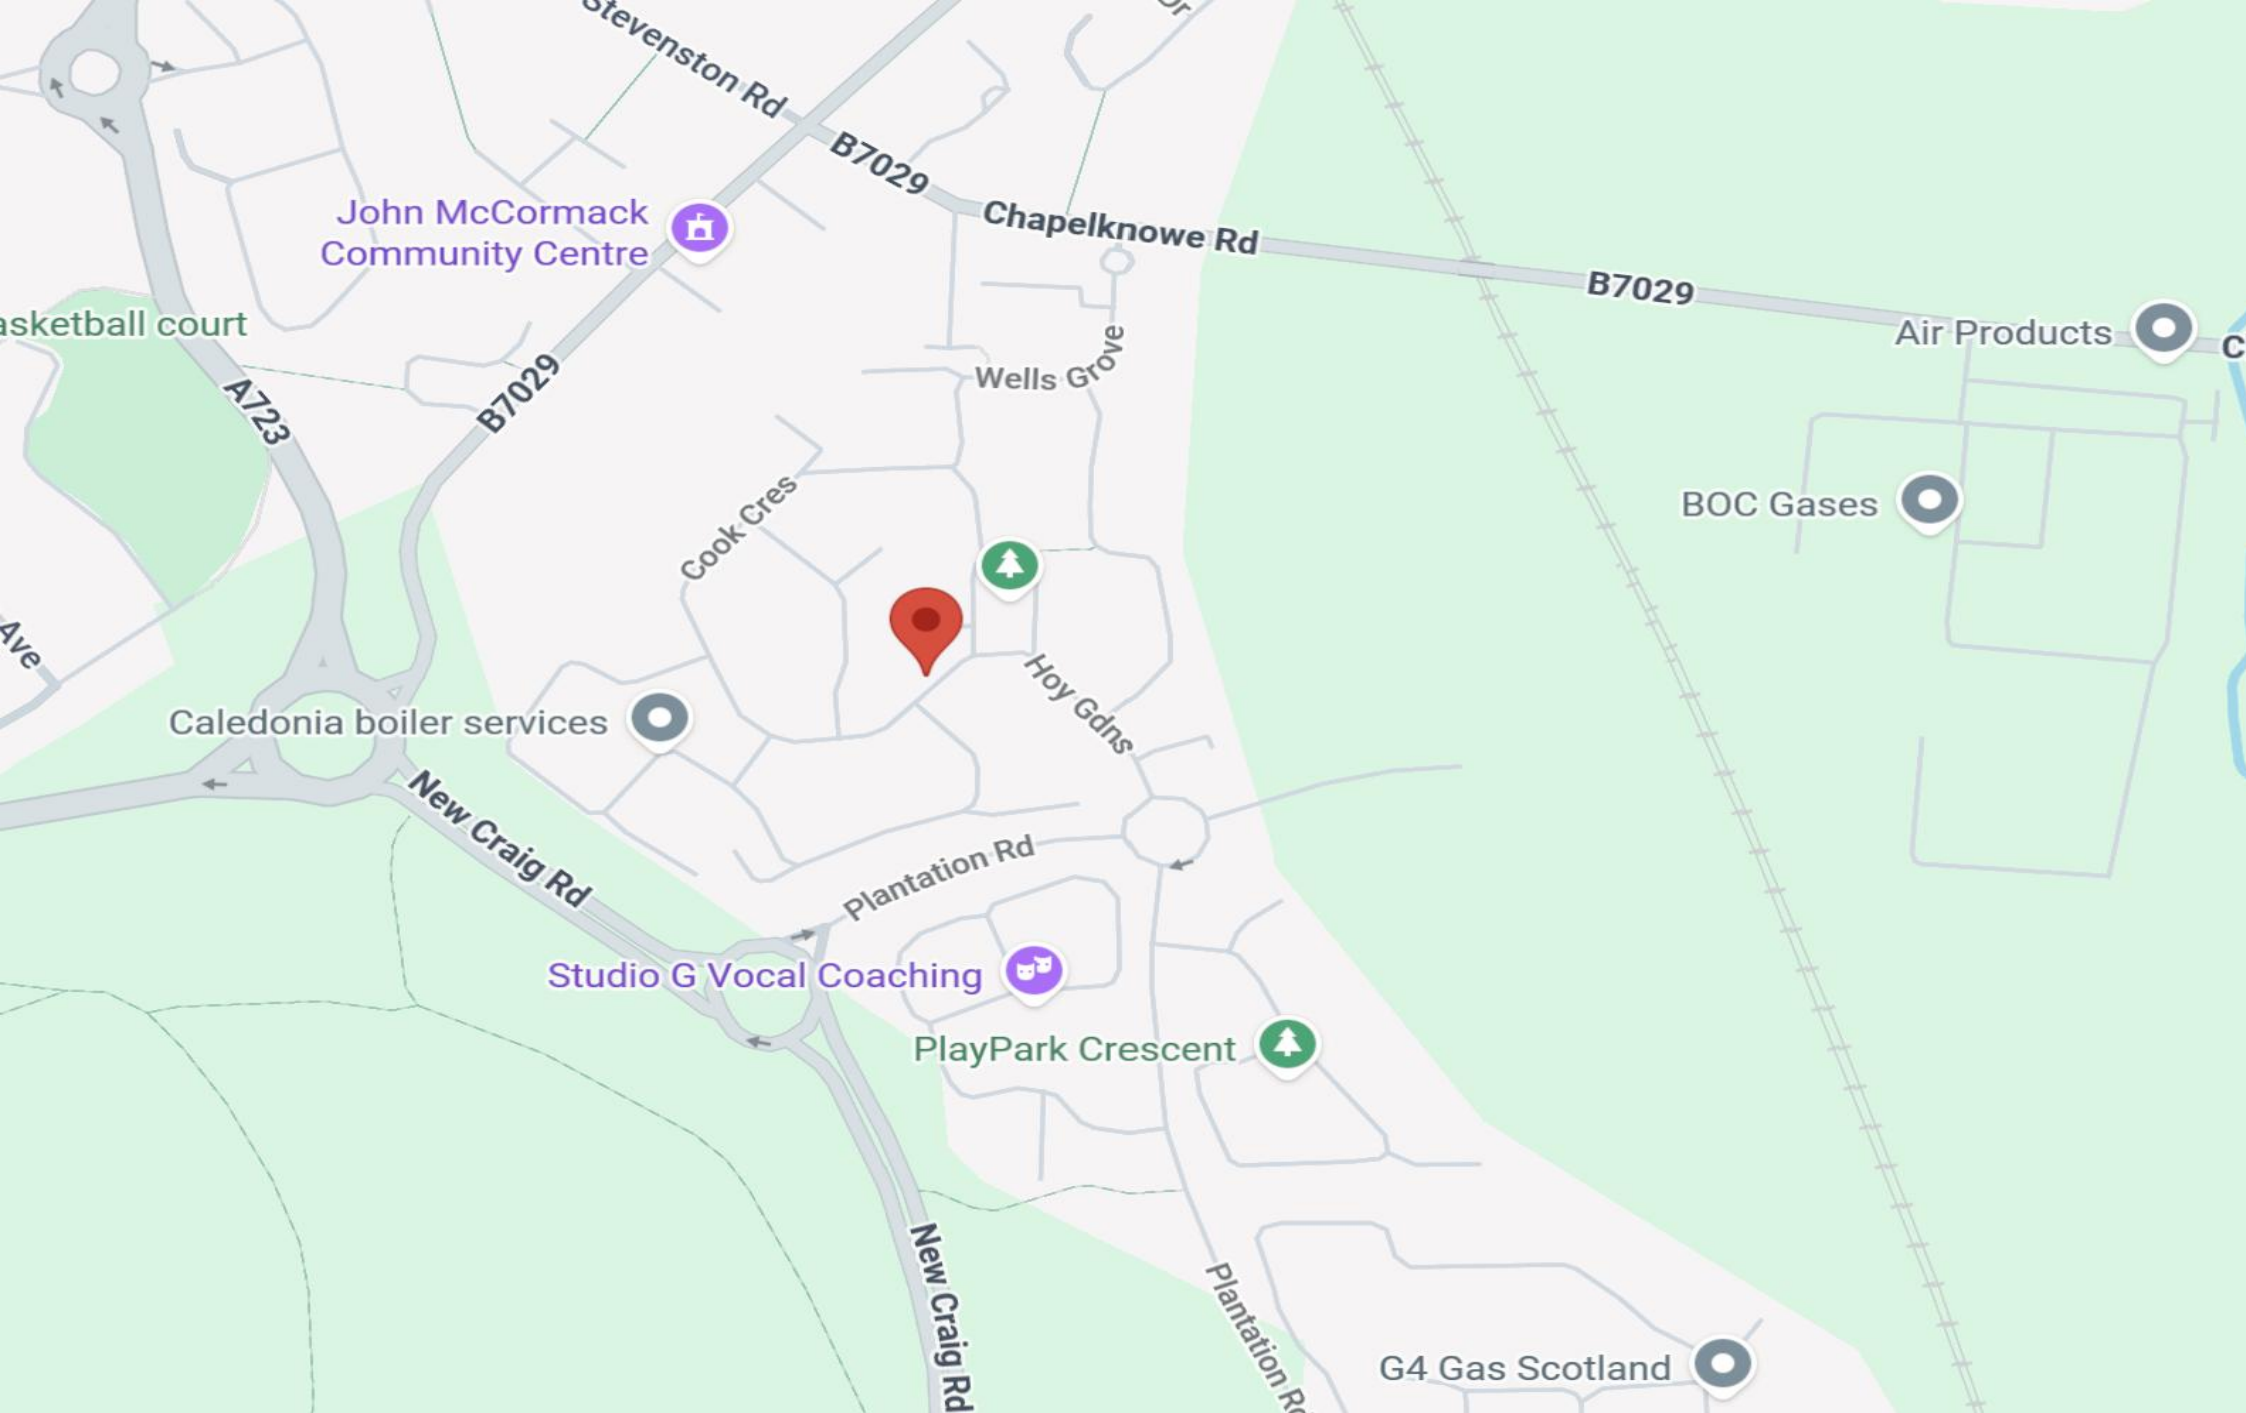 Dr
Stevenston Rd
B7029
Chapelknowe Rd
John McCormack
Community Centre
B7029
asketball court
Air Products
C
Wells Grove
A723
B7029
BOC Gases
Cook Cres
Ave
Hoy Gdns
Caledonia boiler services
New Craig Rd
Plantation Rd
Studio G Vocal Coaching
PlayPark Crescent
New Craig Rd
Plantation Rd
G4 Gas Scotland